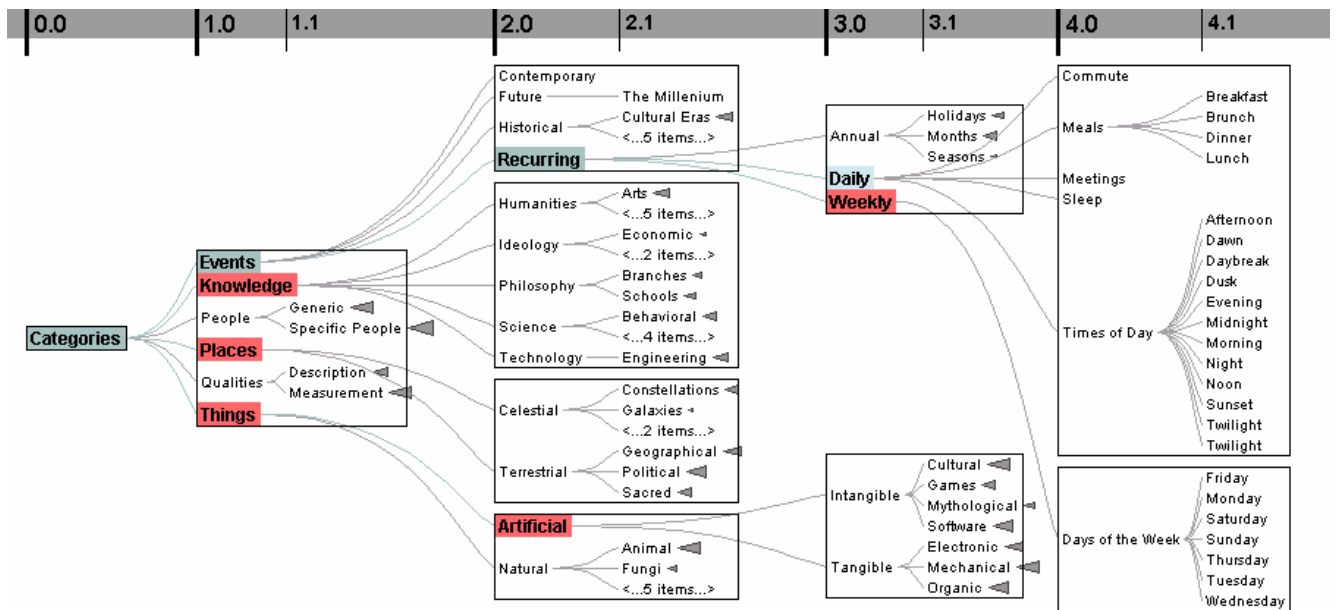 0.0
1.0
1.1
2.0
2.1
3.0
3.1
4.0
4.1
Categories
Events
Knowledge
People
Generic
Specific People
Places
Qualities
Description
Measurement
Things
Contemporary
Future
The Millenium
Historical
Cultural Eras
<...5 items...>
Recurring
Humanities
Arts
<...5 items...>
Ideology
Economic
<...2 items...>
Philosophy
Branches
Schools
Science
Behavioral
<...4 items...>
Technology
Engineering
Celestial
Constellations
Galaxies
<...2 items...>
Terrestrial
Geographical
Political
Sacred
Artificial
Natural
Animal
Fungi
<...5 items...>
Annual
Holidays
Months
Seasons
Daily
Weekly
Intangible
Cultural
Games
Mythological
Software
Tangible
Electronic
Mechanical
Organic
Commute
Meals
Breakfast
Brunch
Dinner
Lunch
Meetings
Sleep
Times of Day
Afternoon
Dawn
Daybreak
Dusk
Evening
Midnight
Morning
Night
Noon
Sunset
Twilight
Twilight
Days of the Week
Friday
Monday
Saturday
Sunday
Thursday
Tuesday
Wednesday